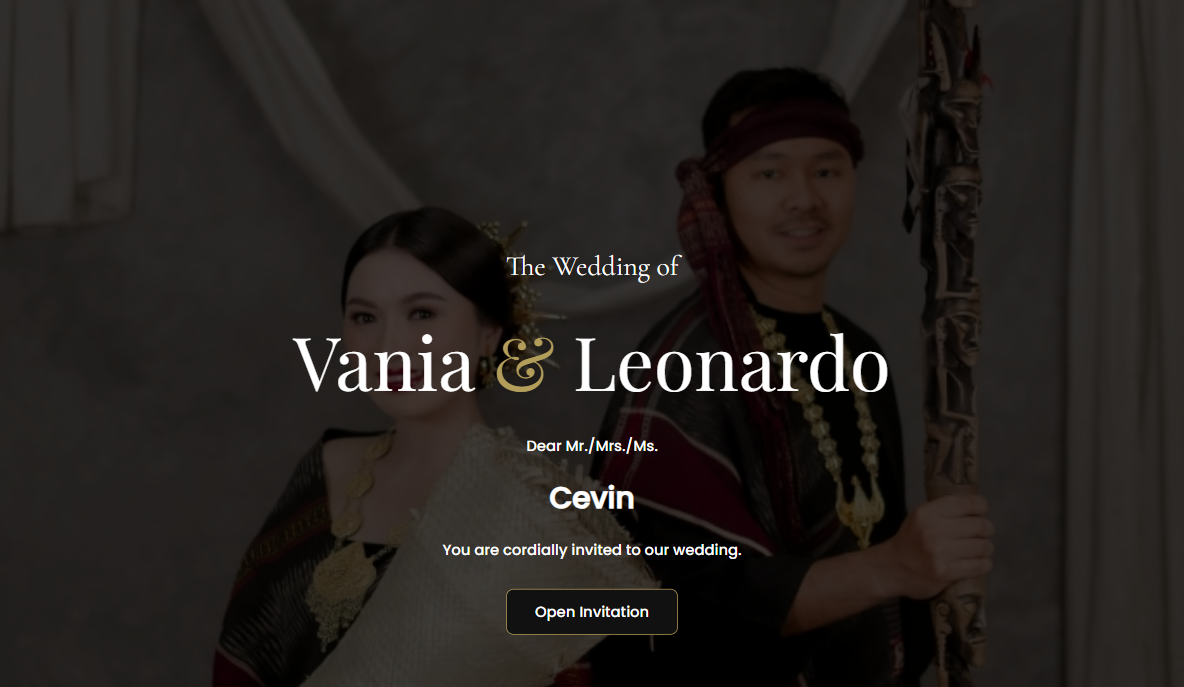 The Wedding of
Vania & Leonardo
Dear Mr./Mrs./Ms.
Cevin
You are cordially invited to our wedding.
Open Invitation